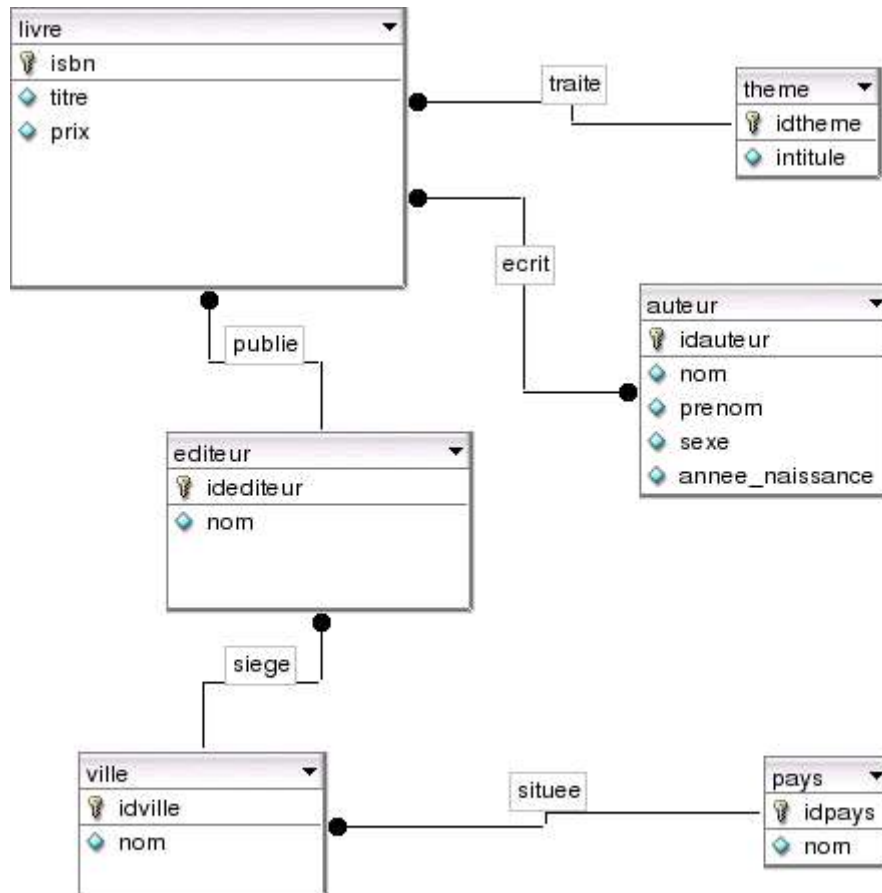 livre
isbn
titre
prix
traite
theme
idtheme
intitule
ecrit
auteur
idauteur
nom
prenom
sexe
annee_naissance
publie
editeur
idediteur
nom
siege
ville
idville
nom
situee
pays
idpays
nom